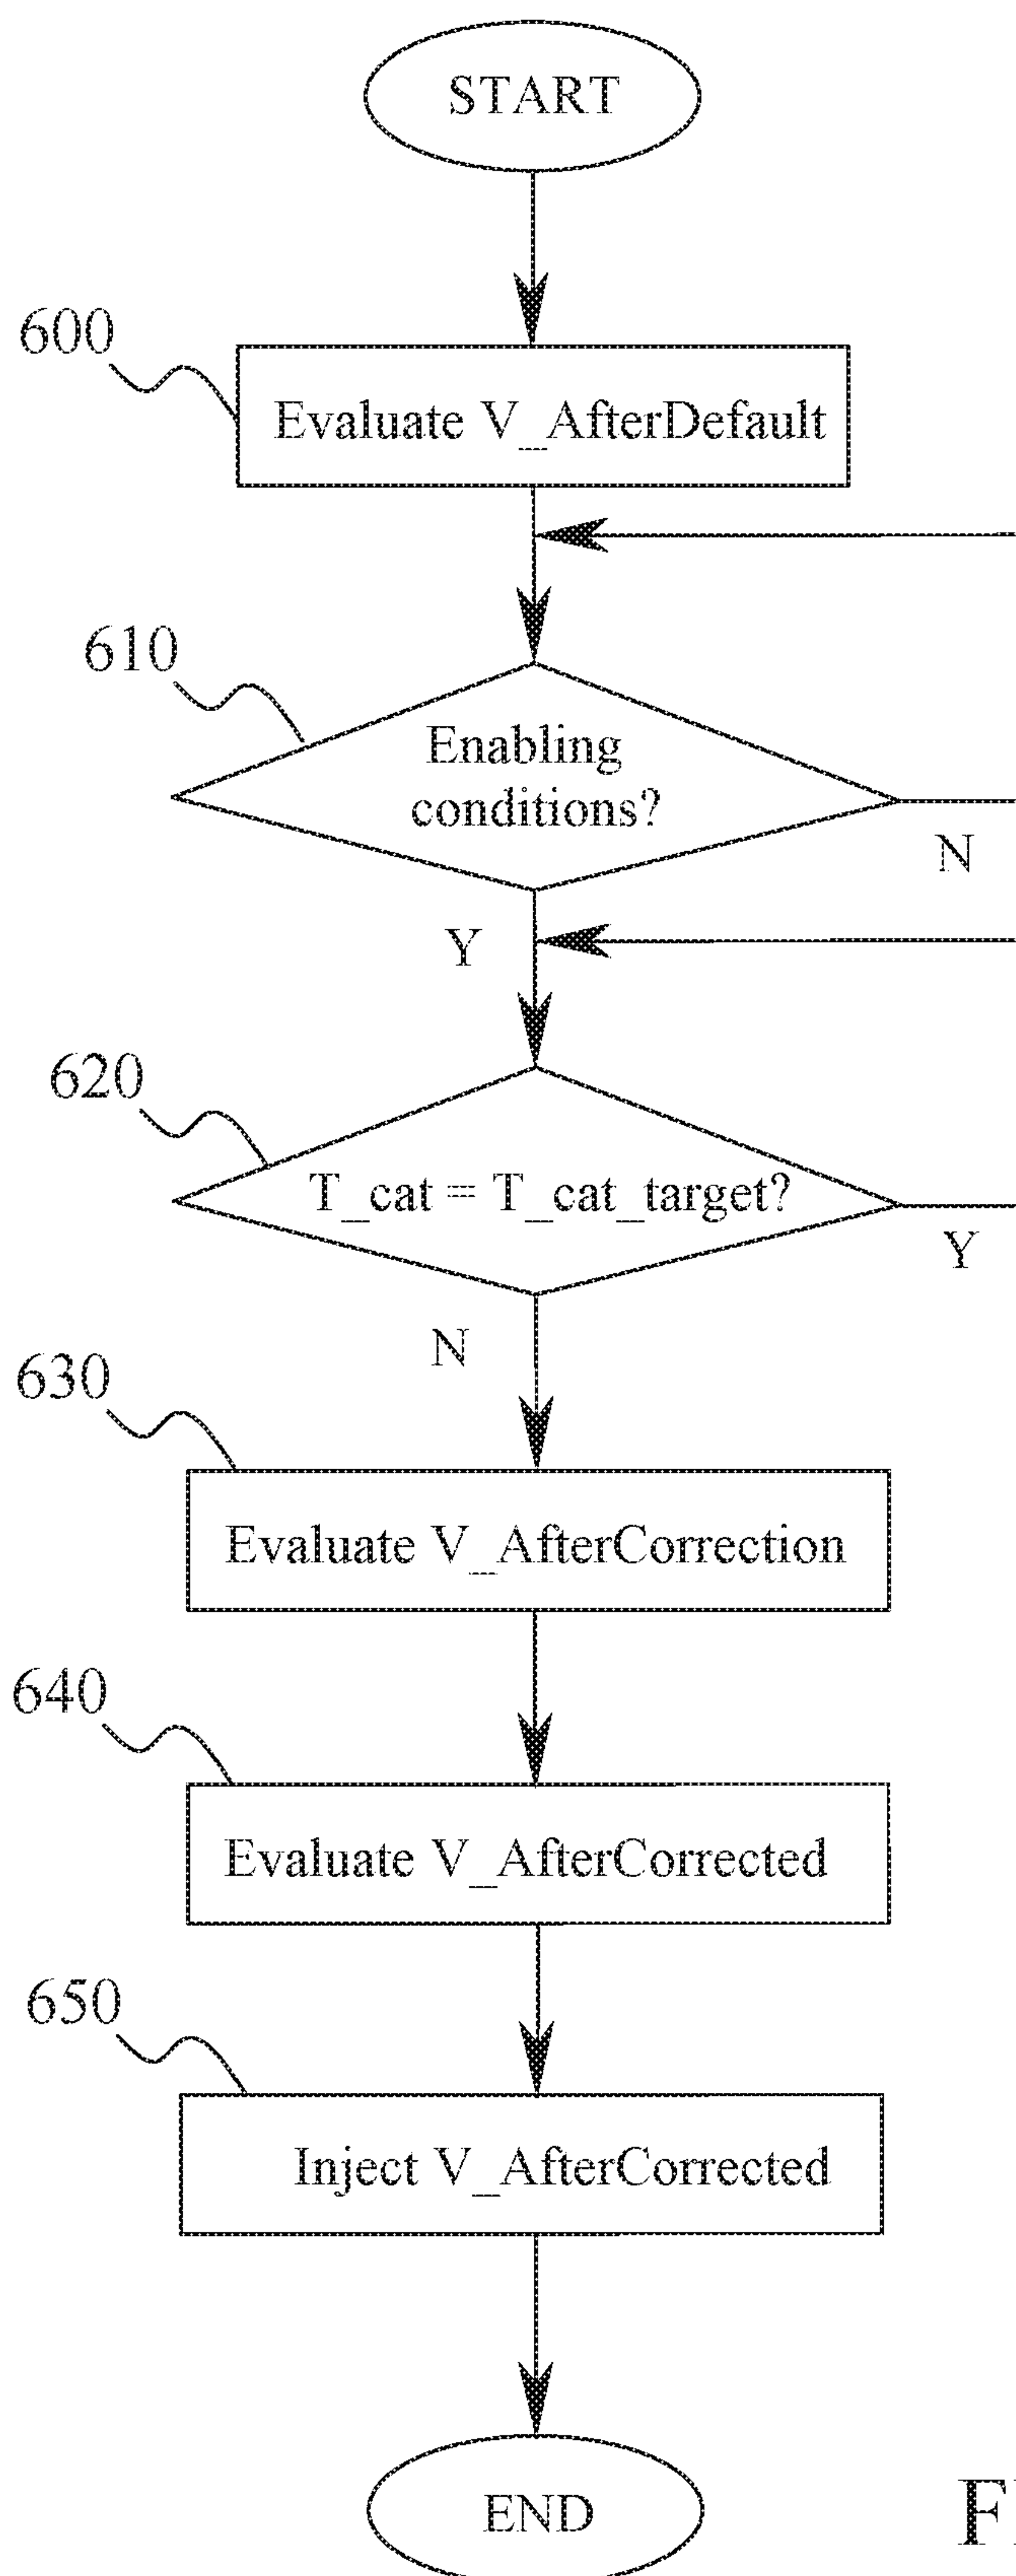 START
600
Evaluate V_AfterDefault
610
Enabling
conditions?
N
Y
620
T_cat = T_cat_target?
Y
N
630
Evaluate V_AfterCorrection
640
Evaluate V_AfterCorrected
650
Inject V_AfterCorrected
END